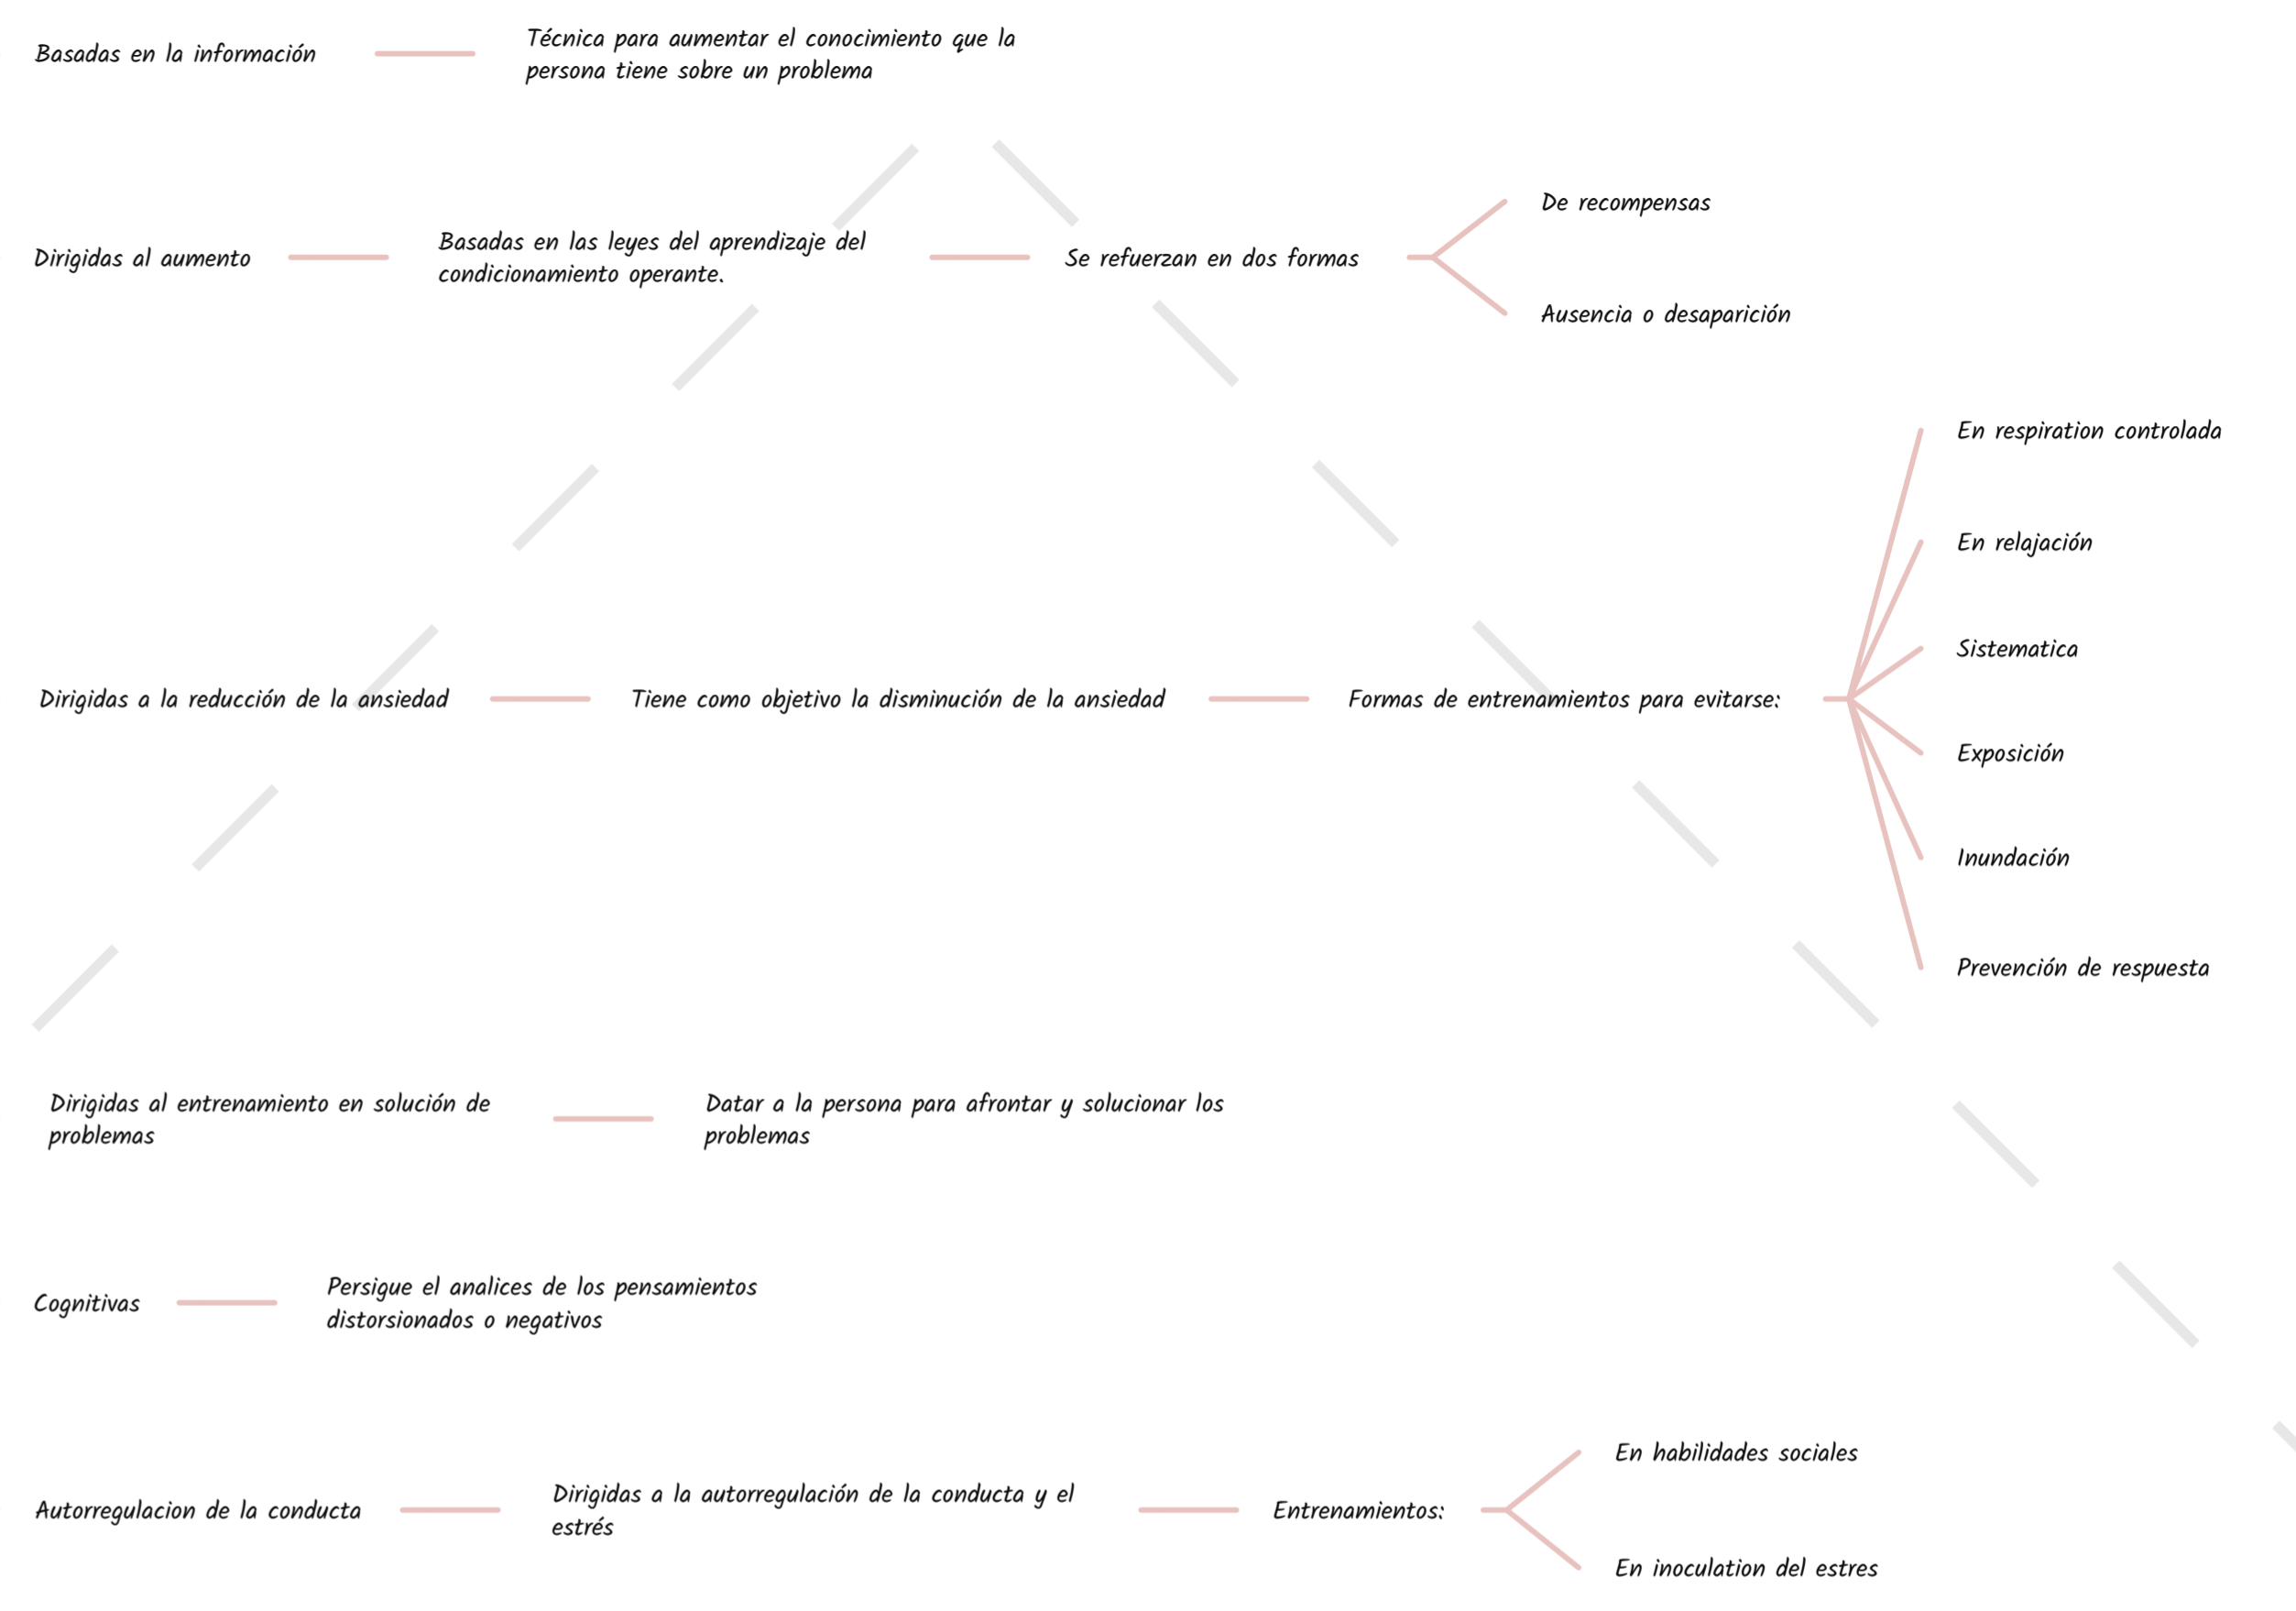 Basadas en la información
Técnica para aumentar el conocimiento que la
persona tiene sobre un problema
Dirigidas al aumento
Basadas en las leyes del aprendizaje del
condicionamiento operante.
Se refuerzan en dos formas
De recompensas
Ausencia o desaparición
Dirigidas a la reducción de la ansiedad
Tiene como objetivo la disminución de la ansiedad
Formas de entrenamientos para evitarse:
En respiration controlada
En relajación
Sistematica
Exposición
Inundación
Prevención de respuesta
Dirigidas al entrenamiento en solución de
problemas
Datar a la persona para afrontar y solucionar los
problemas
Cognitivas
Persigue el analices de los pensamientos
distorsionados o negativos
Autorregulacion de la conducta
Dirigidas a la autorregulación de la conducta y el
estrés
Entrenamientos:
En habilidades sociales
En inoculation del estres